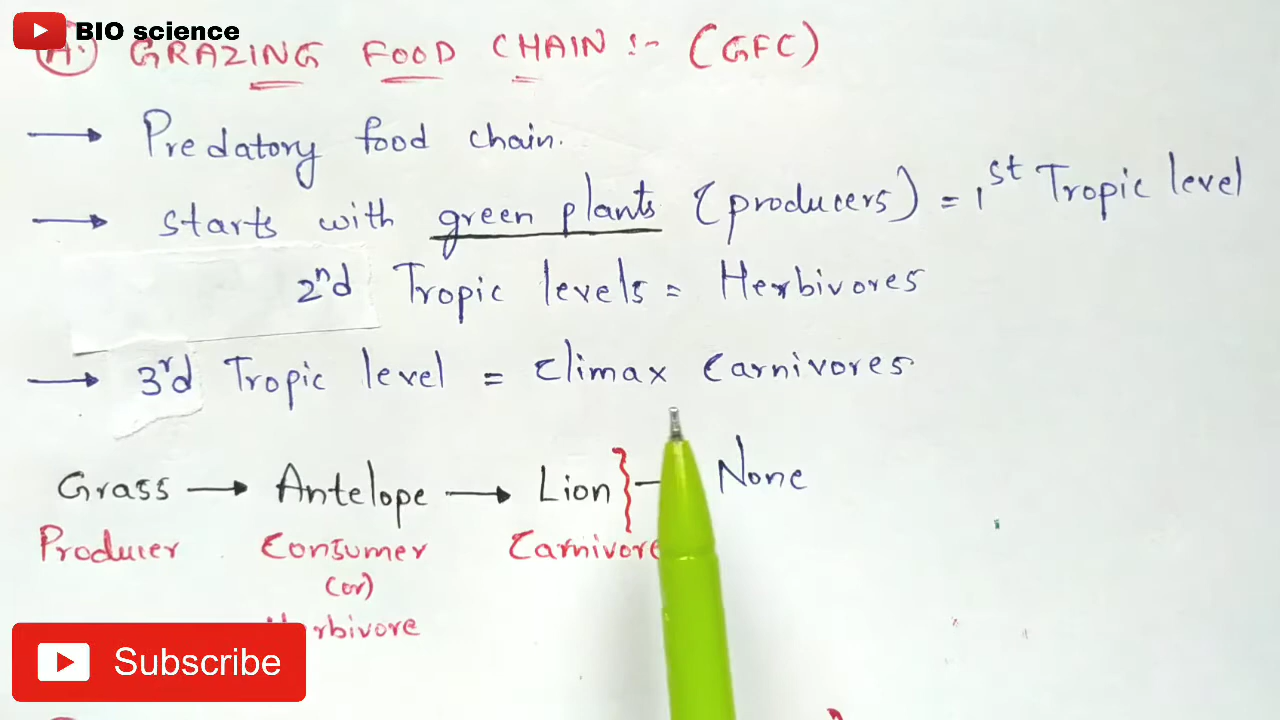 BIO science
A. GRAZING FOOD CHAIN :- (GFC)
Predatory food chain.
starts with green plants (producers) = 1st Tropic level
2nd Tropic levels = Herbivores
3rd Tropic level = climax carnivores
Grass → Antelope → Lion } - None
Producer Consumer Carnivore
(or)
Herbivore
Subscribe